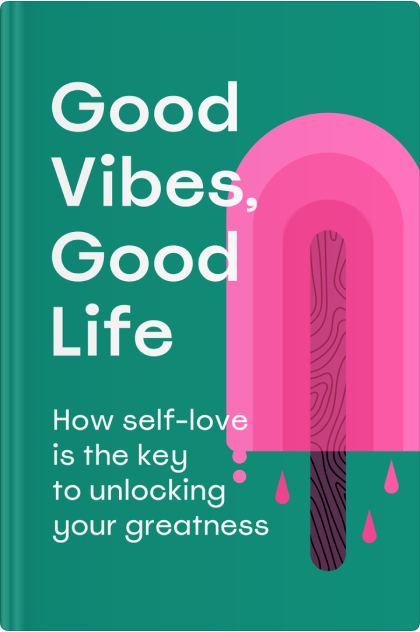 Good
Vibes,
Good
Life
How self-love
is the key
to unlocking
your greatness